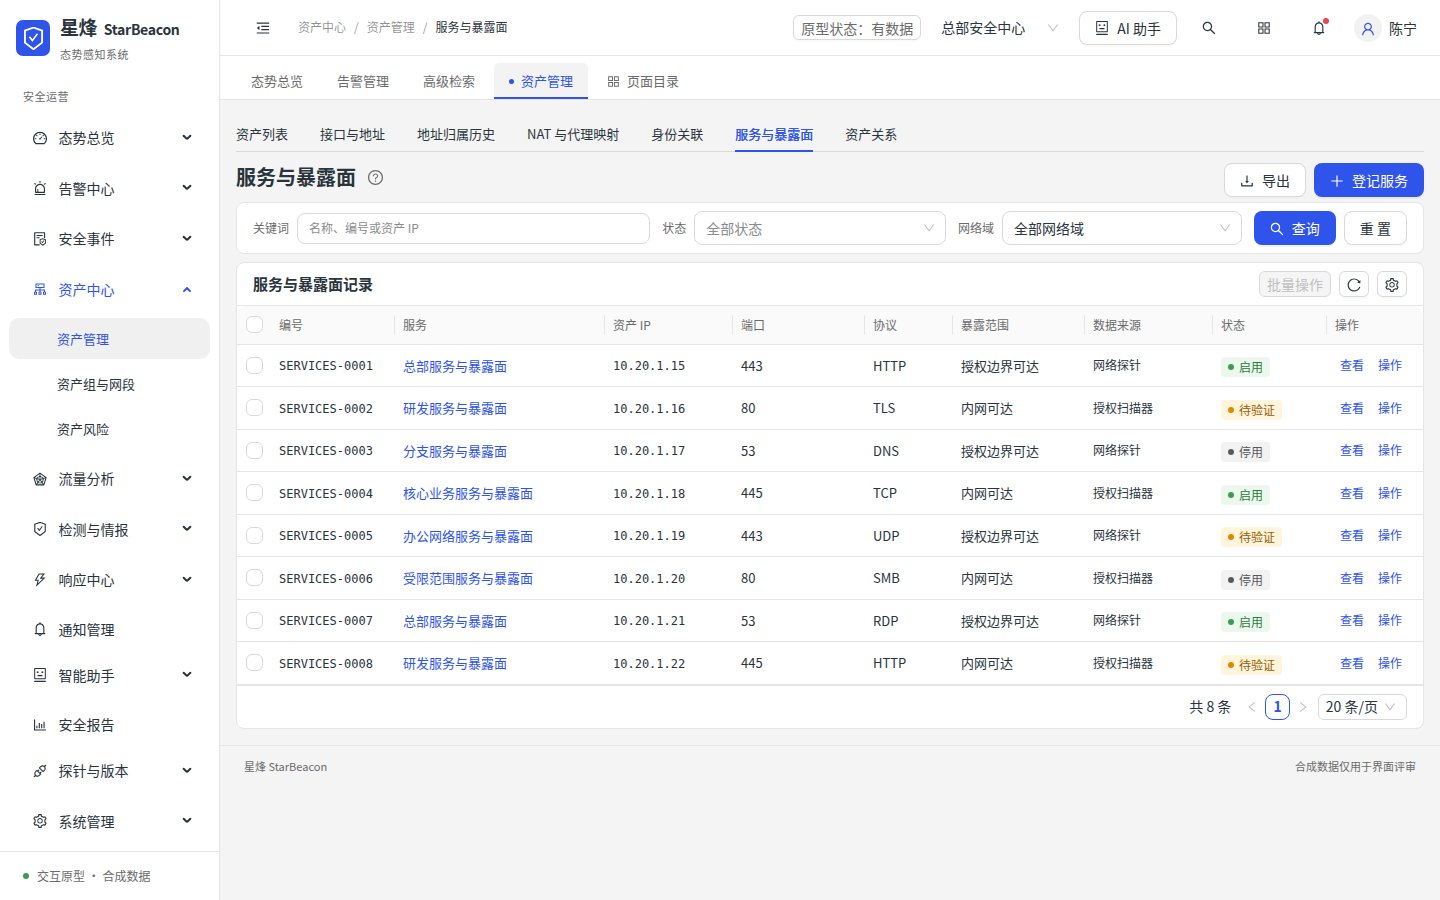 星烽 StarBeacon
态势感知系统
安全运营
态势总览
告警中心
安全事件
资产中心
资产管理
资产组与网段
资产风险
流量分析
检测与情报
响应中心
通知管理
智能助手
安全报告
探针与版本
系统管理
交互原型 · 合成数据
资产中心 / 资产管理 / 服务与暴露面
原型状态：有数据
总部安全中心
AI 助手
陈宁
态势总览 告警管理 高级检索 资产管理 页面目录
资产列表 接口与地址 地址归属历史 NAT 与代理映射 身份关联 服务与暴露面 资产关系
服务与暴露面
导出
登记服务
关键词 名称、编号或资产 IP 状态 全部状态 网络域 全部网络域 查询 重 置
服务与暴露面记录
批量操作
编号 服务 资产 IP 端口 协议 暴露范围 数据来源 状态 操作
SERVICES-0001 总部服务与暴露面 10.20.1.15 443 HTTP 授权边界可达 网络探针 启用 查看 操作
SERVICES-0002 研发服务与暴露面 10.20.1.16 80 TLS 内网可达 授权扫描器 待验证 查看 操作
SERVICES-0003 分支服务与暴露面 10.20.1.17 53 DNS 授权边界可达 网络探针 停用 查看 操作
SERVICES-0004 核心业务服务与暴露面 10.20.1.18 445 TCP 内网可达 授权扫描器 启用 查看 操作
SERVICES-0005 办公网络服务与暴露面 10.20.1.19 443 UDP 授权边界可达 网络探针 待验证 查看 操作
SERVICES-0006 受限范围服务与暴露面 10.20.1.20 80 SMB 内网可达 授权扫描器 停用 查看 操作
SERVICES-0007 总部服务与暴露面 10.20.1.21 53 RDP 授权边界可达 网络探针 启用 查看 操作
SERVICES-0008 研发服务与暴露面 10.20.1.22 445 HTTP 内网可达 授权扫描器 待验证 查看 操作
共 8 条 1 20 条/页
星烽 StarBeacon
合成数据仅用于界面评审